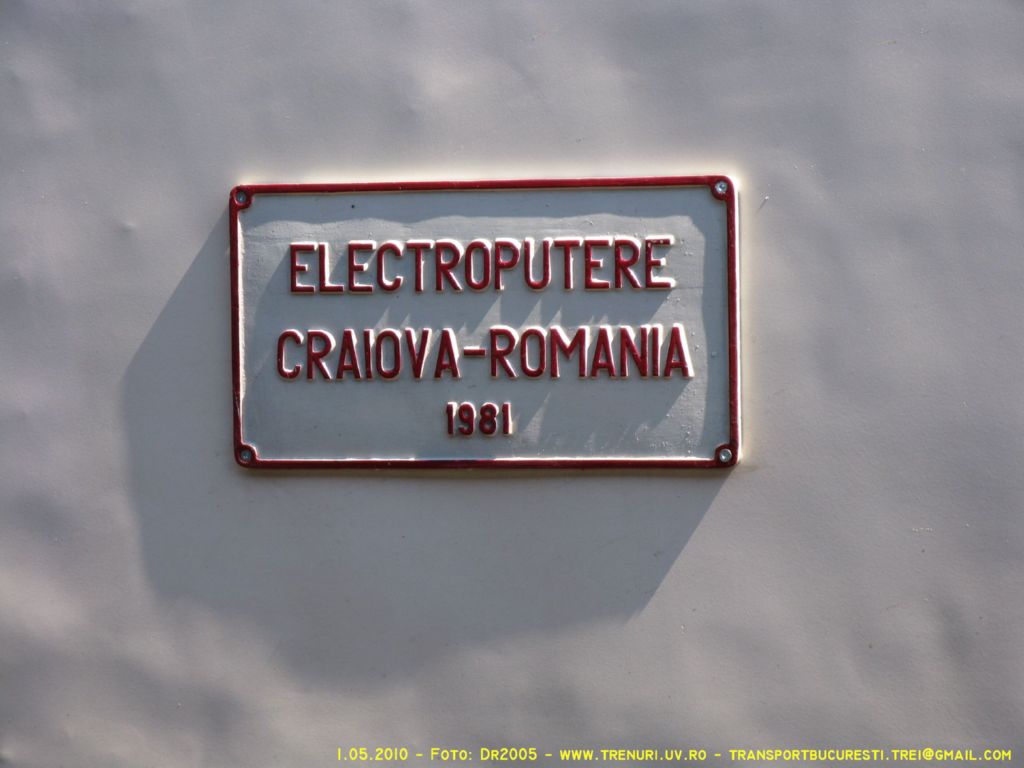 ELECTROPUTERE
CRAIOVA-ROMANIA
1981
1.05.2010 - Foto: Dr2005 - www.trenuri.uv.ro - transportbucuresti.trei@gmail.com